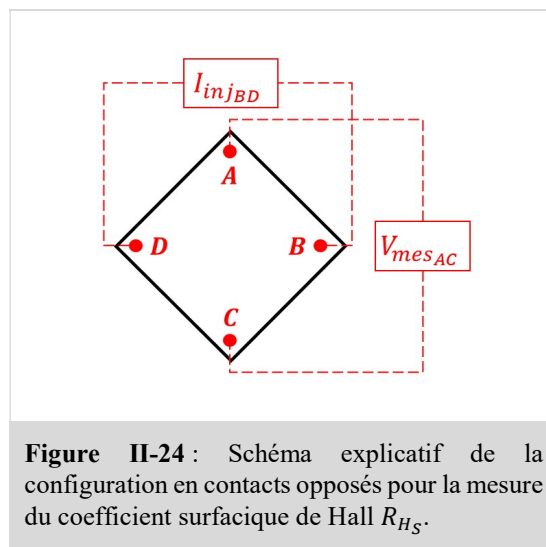 I_{inj_{BD}}
A
D
B
V_{mes_{AC}}
C
Figure II-24 : Schéma explicatif de la
configuration en contacts opposés pour la mesure
du coefficient surfacique de Hall R_{H_S}.